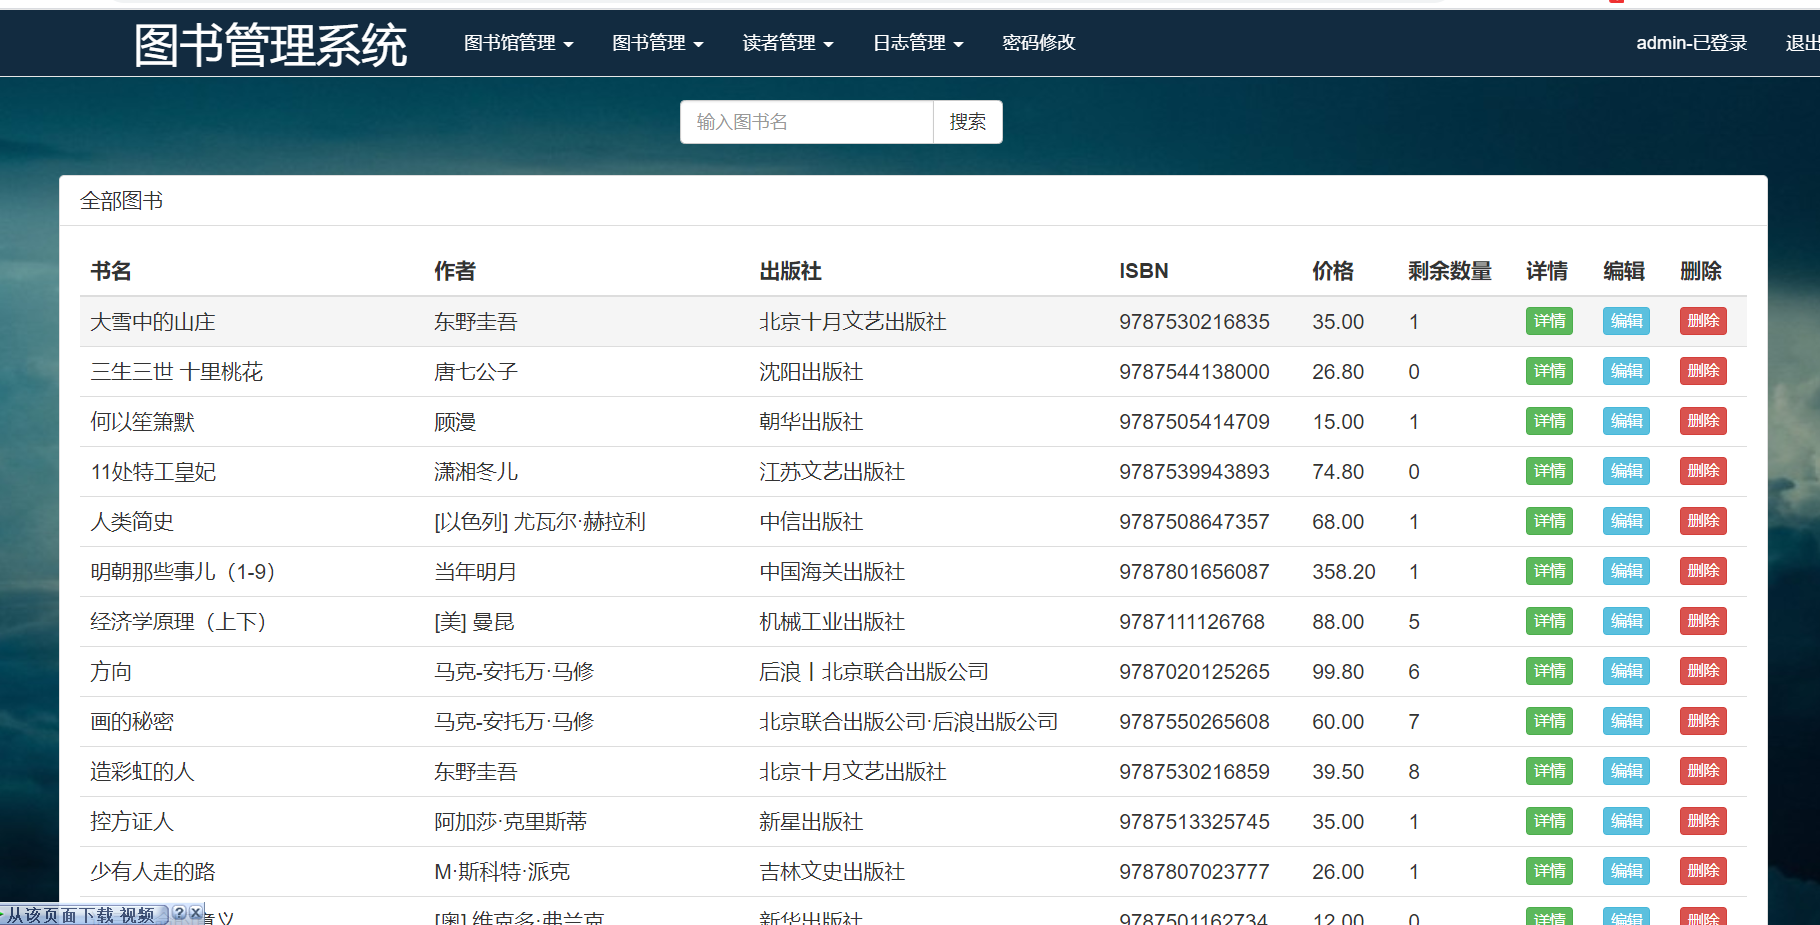 图书管理系统 图书馆管理 图书管理 读者管理 日志管理 密码修改 admin-已登录 退出
输入图书名 搜索
全部图书
书名 作者 出版社 ISBN 价格 剩余数量 详情 编辑 删除
大雪中的山庄 东野圭吾 北京十月文艺出版社 9787530216835 35.00 1 详情 编辑 删除
三生三世 十里桃花 唐七公子 沈阳出版社 9787544138000 26.80 0 详情 编辑 删除
何以笙箫默 顾漫 朝华出版社 9787505414709 15.00 1 详情 编辑 删除
11处特工皇妃 潇湘冬儿 江苏文艺出版社 9787539943893 74.80 0 详情 编辑 删除
人类简史 [以色列] 尤瓦尔·赫拉利 中信出版社 9787508647357 68.00 1 详情 编辑 删除
明朝那些事儿（1-9） 当年明月 中国海关出版社 9787801656087 358.20 1 详情 编辑 删除
经济学原理（上下） [美] 曼昆 机械工业出版社 9787111126768 88.00 5 详情 编辑 删除
方向 马克-安托万·马修 后浪丨北京联合出版公司 9787020125265 99.80 6 详情 编辑 删除
画的秘密 马克-安托万·马修 北京联合出版公司·后浪出版公司 9787550265608 60.00 7 详情 编辑 删除
造彩虹的人 东野圭吾 北京十月文艺出版社 9787530216859 39.50 8 详情 编辑 删除
控方证人 阿加莎·克里斯蒂 新星出版社 9787513325745 35.00 1 详情 编辑 删除
少有人走的路 M·斯科特·派克 吉林文史出版社 9787807023777 26.00 1 详情 编辑 删除
从该页面下载 视频 ? x 意义 [奥] 维克多·弗兰克 新华出版社 9787501162734 12.00 0 详情 编辑 删除